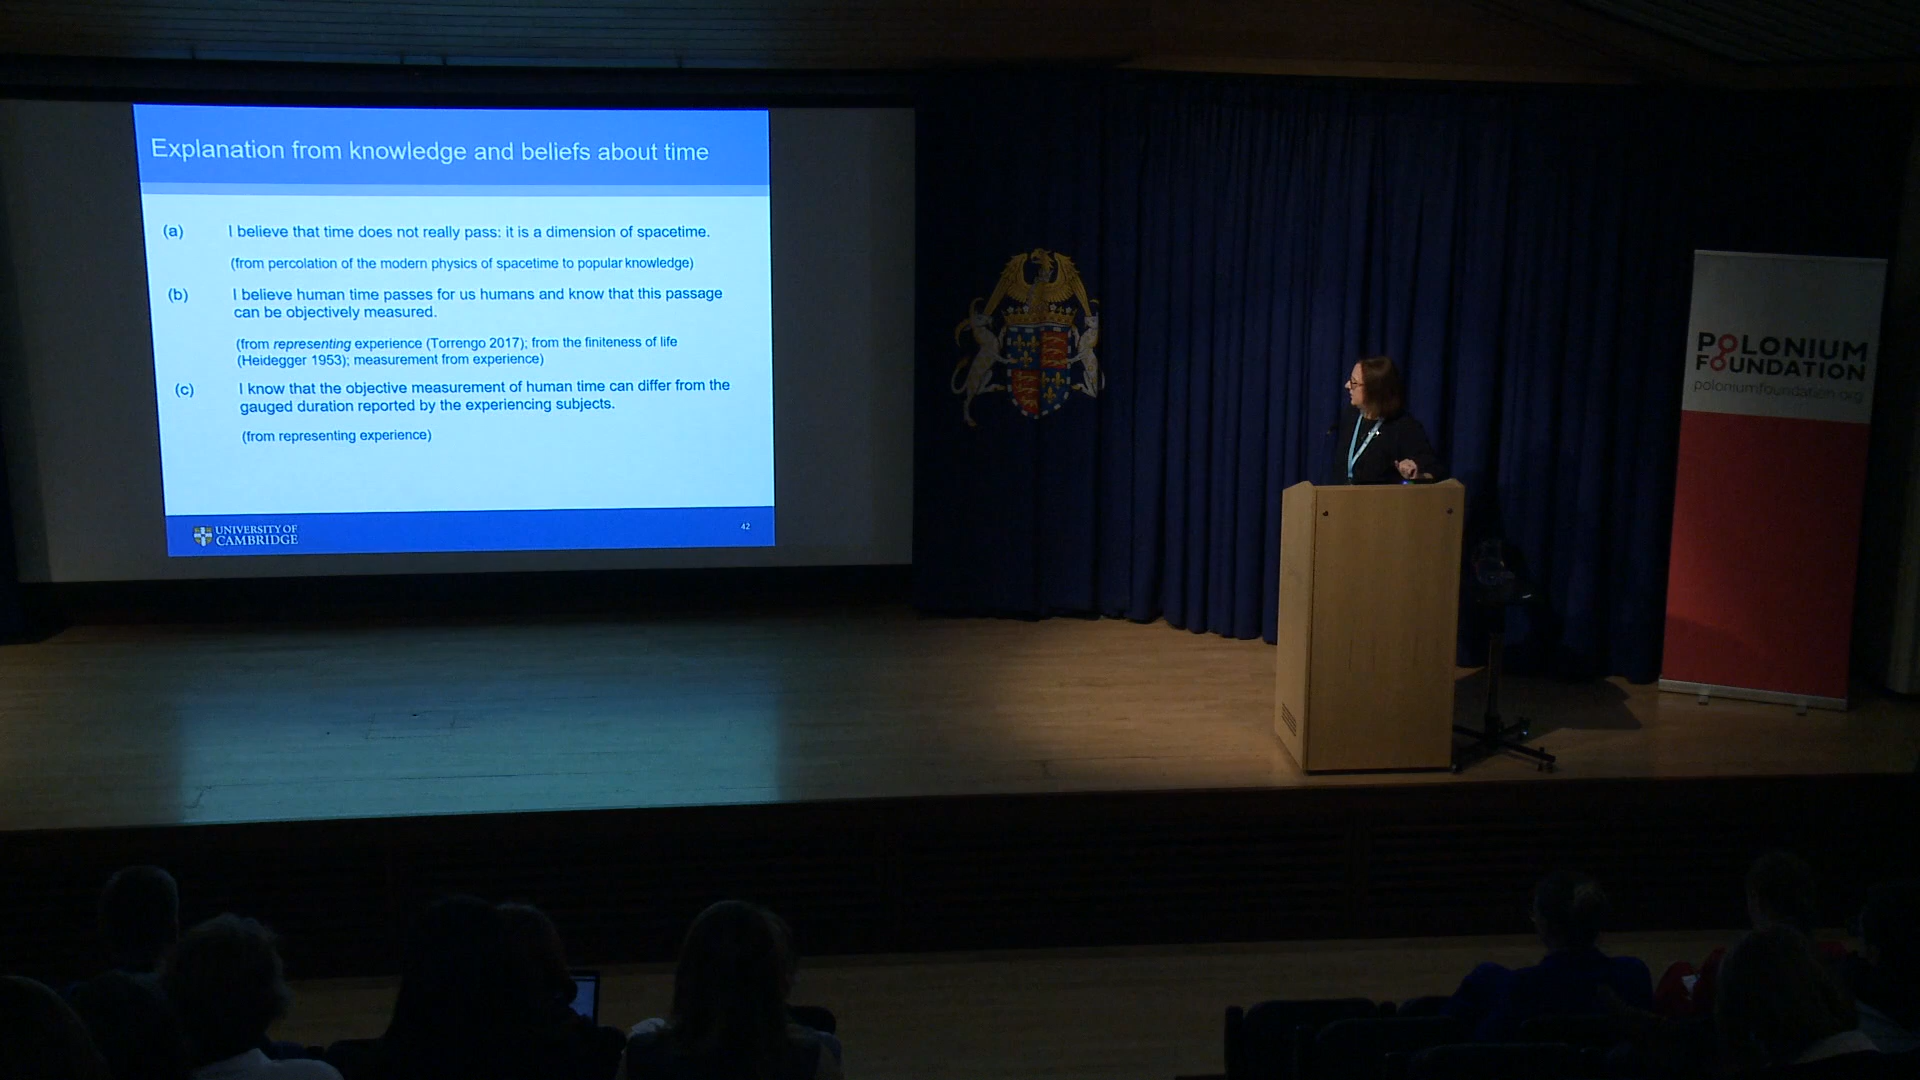 Explanation from knowledge and beliefs about time
(a) I believe that time does not really pass: it is a dimension of spacetime.
(from percolation of the modern physics of spacetime to popular knowledge)
(b) I believe human time passes for us humans and know that this passage
can be objectively measured.
(from representing experience (Torrengo 2017); from the finiteness of life
(Heidegger 1953); measurement from experience)
(c) I know that the objective measurement of human time can differ from the
gauged duration reported by the experiencing subjects.
(from representing experience)
UNIVERSITY OF
CAMBRIDGE
42
POLONIUM
FOUNDATION
poloniumfoundation.org